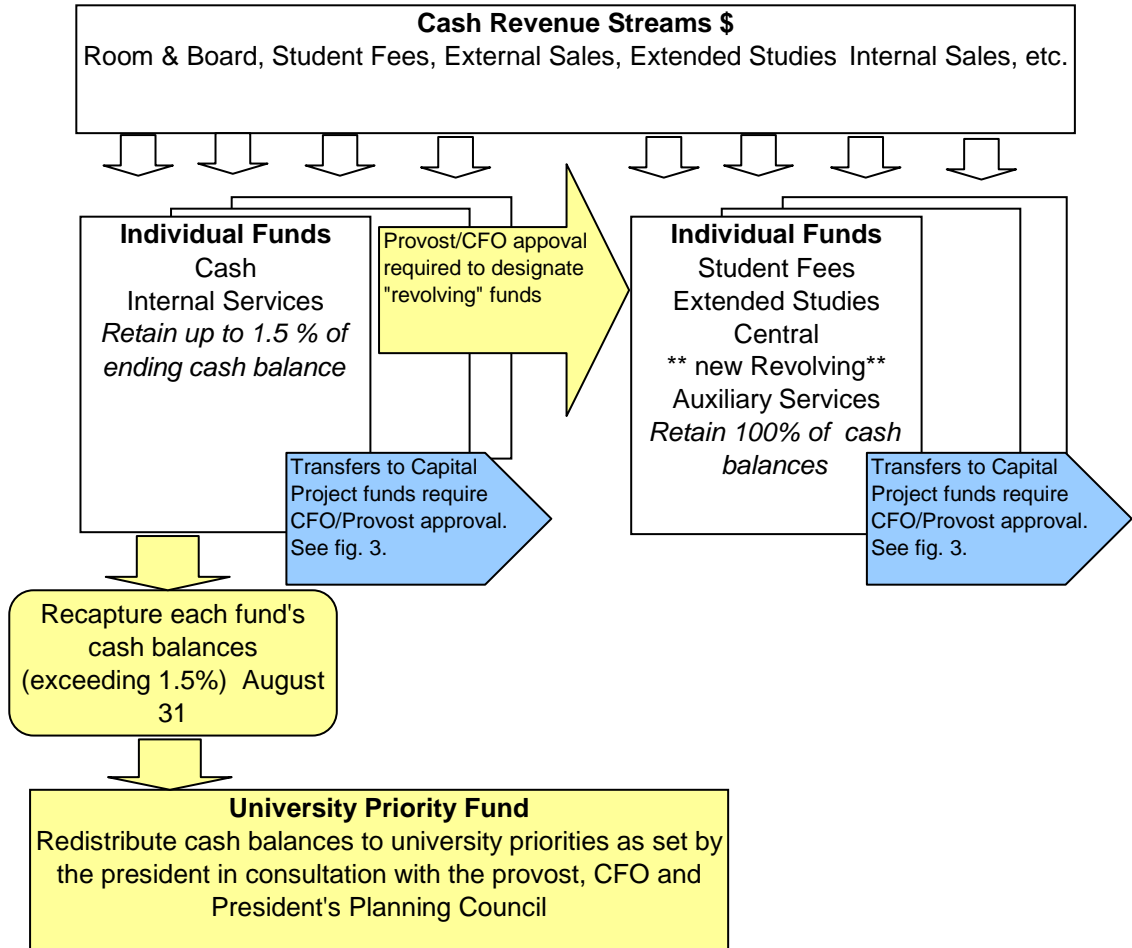 Cash Revenue Streams $
Room & Board, Student Fees, External Sales, Extended Studies Internal Sales, etc.
Individual Funds
Cash
Internal Services
Retain up to 1.5 % of
ending cash balance
Provost/CFO appoval
required to designate
"revolving" funds
Individual Funds
Student Fees
Extended Studies
Central
** new Revolving**
Auxiliary Services
Retain 100% of cash
balances
Transfers to Capital
Project funds require
CFO/Provost approval.
See fig. 3.
Transfers to Capital
Project funds require
CFO/Provost approval.
See fig. 3.
Recapture each fund's
cash balances
(exceeding 1.5%) August
31
University Priority Fund
Redistribute cash balances to university priorities as set by
the president in consultation with the provost, CFO and
President's Planning Council